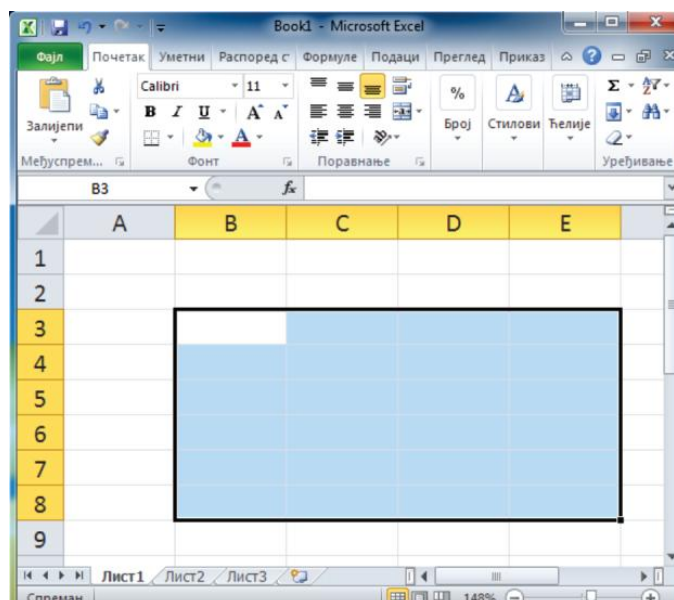 Book1 - Microsoft Excel
Фајл Почетак Уметни Распоред с Формуле Подаци Преглед Приказ
Calibri 11
B I U A A
Залијепи A % A Σ
Број Стилови Ћелије
Међуспрем... Фонт Поравнање Уређивање
B3 fx
A B C D E
1
2
3
4
5
6
7
8
9
Лист1 Лист2 Лист3
Спреман 148%